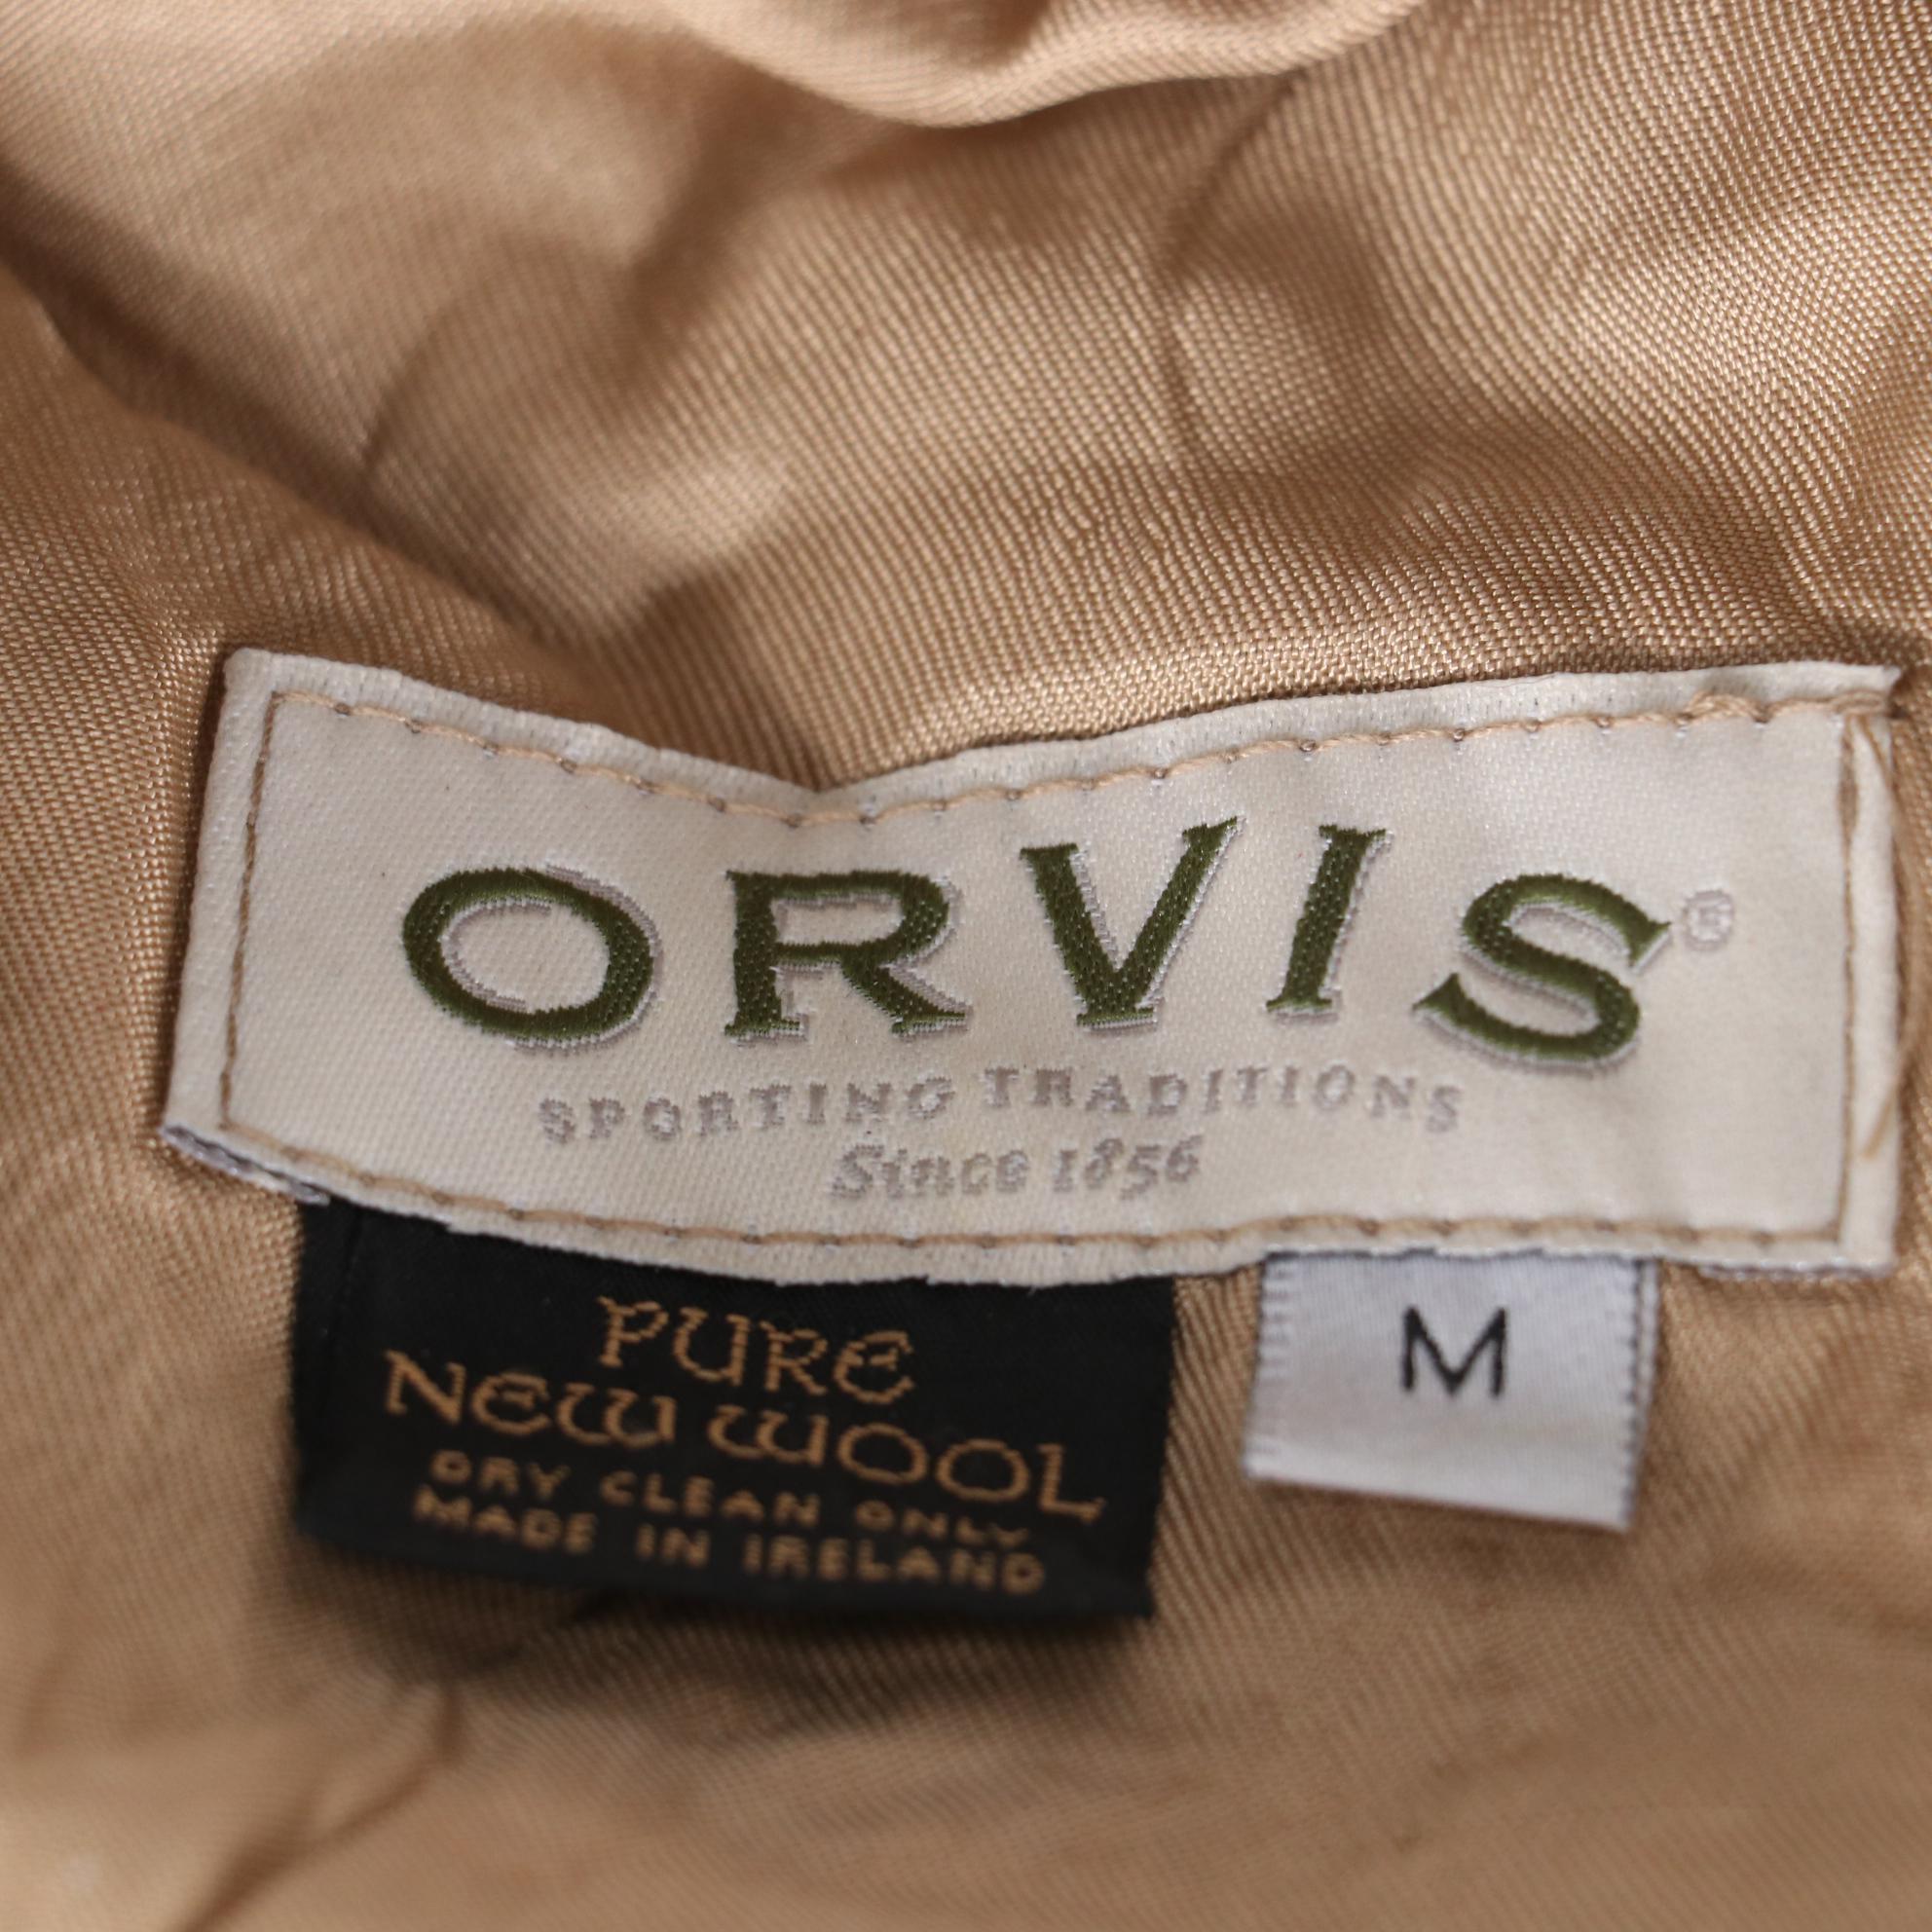 ORVIS®
SPORTING TRADITIONS
Since 1856
PURE
NEW WOOL
DRY CLEAN ONLY
MADE IN IRELAND
M